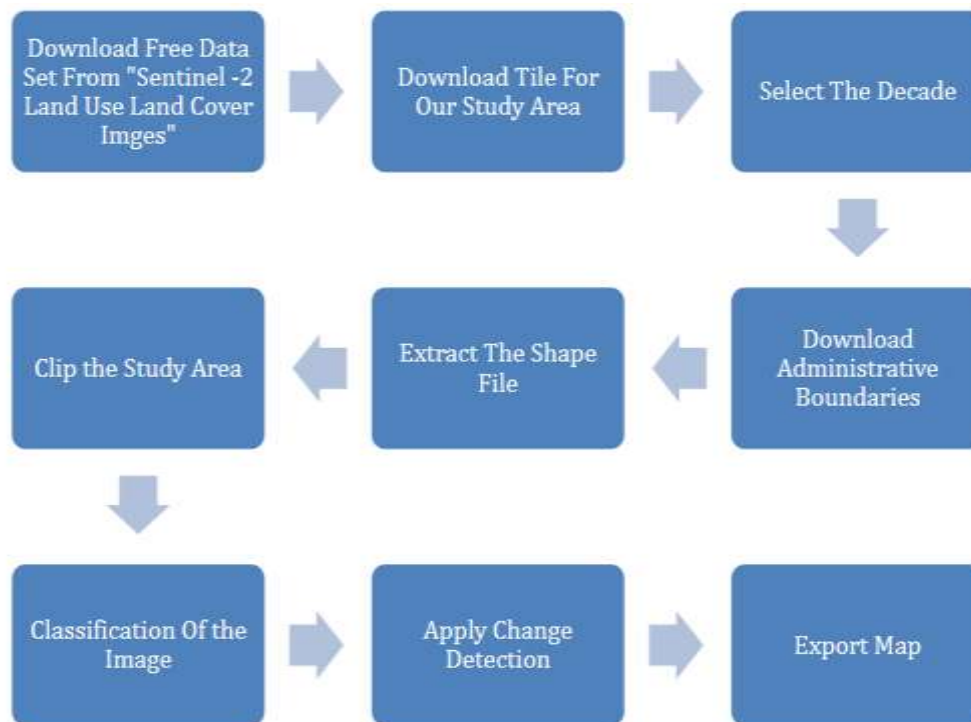 Download Free Data
Set From "Sentinel -2
Land Use Land Cover
Imges"
Download Tile For
Our Study Area
Select The Decade
Download
Administrative
Boundaries
Extract The Shape
File
Clip the Study Area
Classification Of the
Image
Apply Change
Detection
Export Map